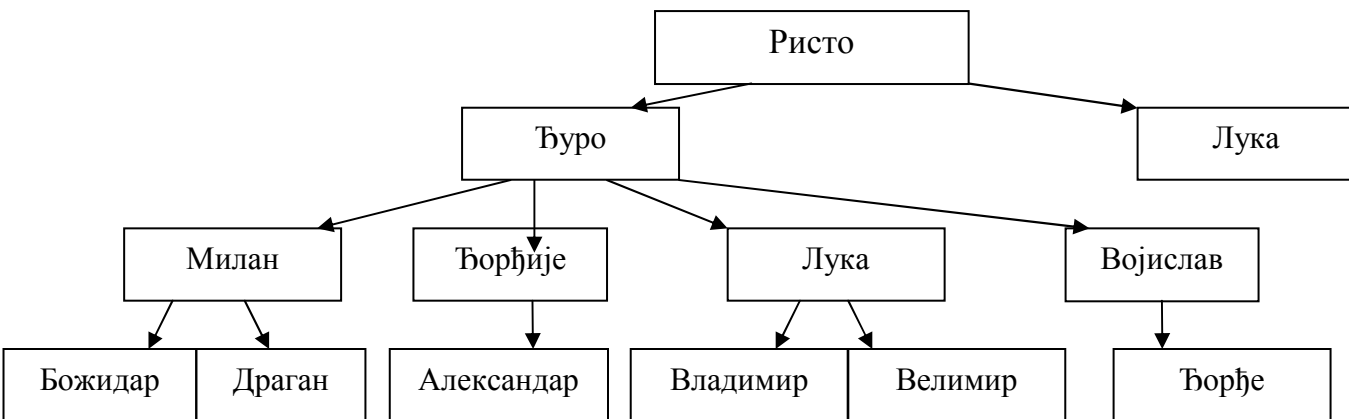 Ристо
Ђуро
Лука
Милан
Ђорђије
Лука
Војислав
Божидар
Драган
Александар
Владимир
Велимир
Ђорђе